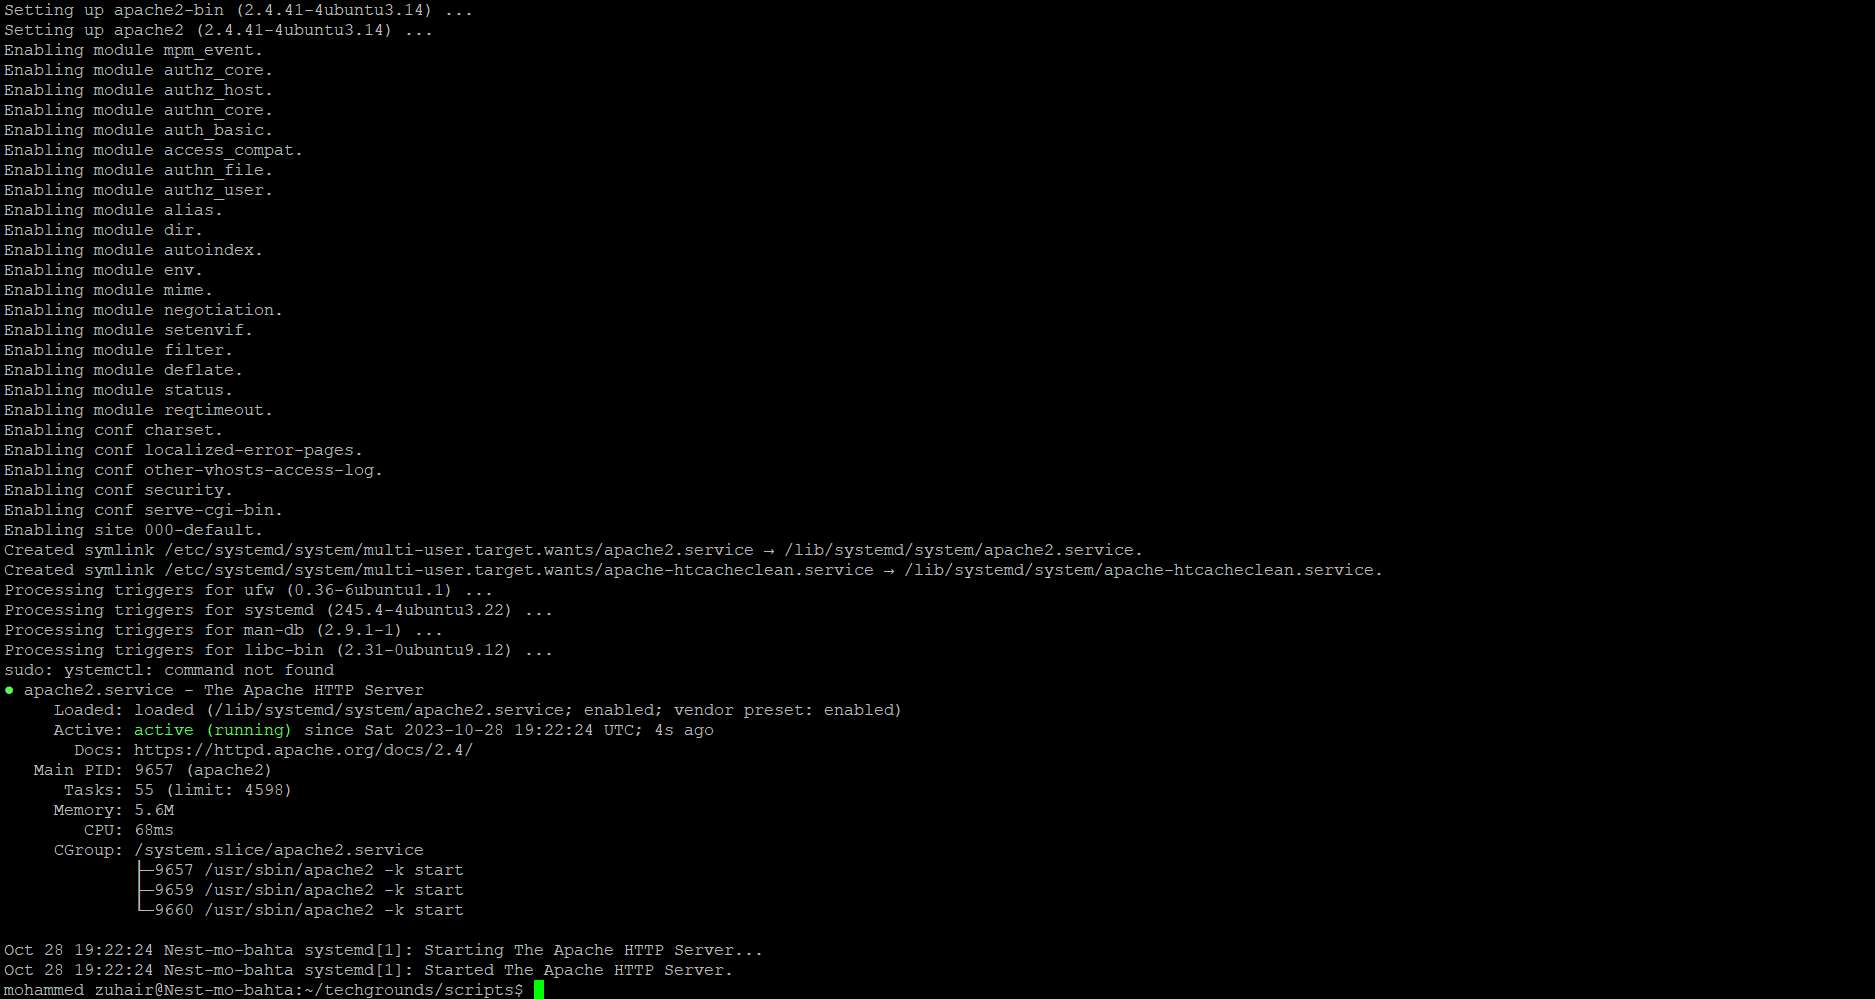 Setting up apache2-bin (2.4.41-4ubuntu3.14) ...
Setting up apache2 (2.4.41-4ubuntu3.14) ...
Enabling module mpm_event.
Enabling module authz_core.
Enabling module authz_host.
Enabling module authn_core.
Enabling module auth_basic.
Enabling module access_compat.
Enabling module authn_file.
Enabling module authz_user.
Enabling module alias.
Enabling module dir.
Enabling module autoindex.
Enabling module env.
Enabling module mime.
Enabling module negotiation.
Enabling module setenvif.
Enabling module filter.
Enabling module deflate.
Enabling module status.
Enabling module reqtimeout.
Enabling conf charset.
Enabling conf localized-error-pages.
Enabling conf other-vhosts-access-log.
Enabling conf security.
Enabling conf serve-cgi-bin.
Enabling site 000-default.
Created symlink /etc/systemd/system/multi-user.target.wants/apache2.service → /lib/systemd/system/apache2.service.
Created symlink /etc/systemd/system/multi-user.target.wants/apache-htcacheclean.service → /lib/systemd/system/apache-htcacheclean.service.
Processing triggers for ufw (0.36-6ubuntu1.1) ...
Processing triggers for systemd (245.4-4ubuntu3.22) ...
Processing triggers for man-db (2.9.1-1) ...
Processing triggers for libc-bin (2.31-0ubuntu9.12) ...
sudo: ystemctl: command not found
● apache2.service - The Apache HTTP Server
     Loaded: loaded (/lib/systemd/system/apache2.service; enabled; vendor preset: enabled)
     Active: active (running) since Sat 2023-10-28 19:22:24 UTC; 4s ago
       Docs: https://httpd.apache.org/docs/2.4/
   Main PID: 9657 (apache2)
      Tasks: 55 (limit: 4598)
     Memory: 5.6M
        CPU: 68ms
     CGroup: /system.slice/apache2.service
             ├─9657 /usr/sbin/apache2 -k start
             ├─9659 /usr/sbin/apache2 -k start
             └─9660 /usr/sbin/apache2 -k start

Oct 28 19:22:24 Nest-mo-bahta systemd[1]: Starting The Apache HTTP Server...
Oct 28 19:22:24 Nest-mo-bahta systemd[1]: Started The Apache HTTP Server.
mohammed_zuhair@Nest-mo-bahta:~/techgrounds/scripts$